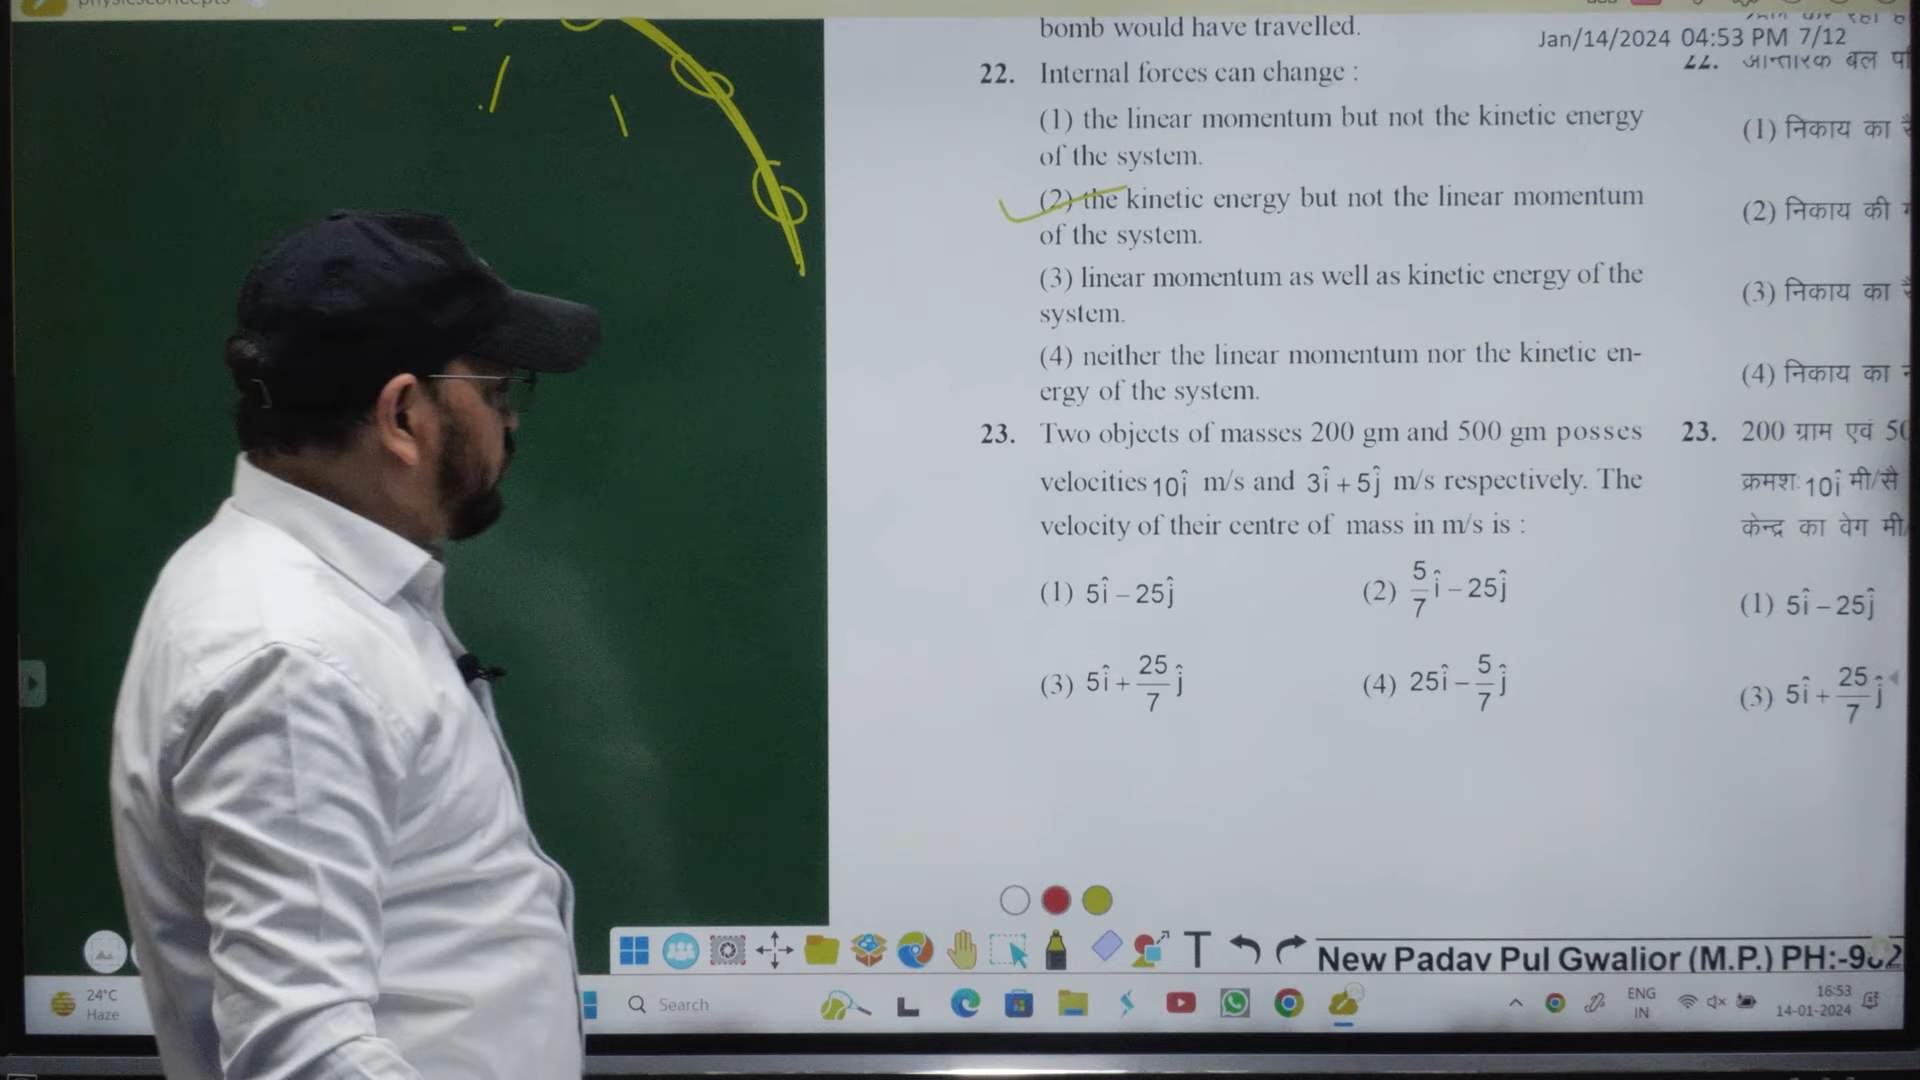 physicsconcepts
bomb would have travelled.
Jan/14/2024 04:53 PM 7/12
22. Internal forces can change :
(1) the linear momentum but not the kinetic energy
of the system.
(2) the kinetic energy but not the linear momentum
of the system.
(3) linear momentum as well as kinetic energy of the
system.
(4) neither the linear momentum nor the kinetic en-
ergy of the system.
23. Two objects of masses 200 gm and 500 gm posses
velocities 10î m/s and 3î + 5ĵ m/s respectively. The
velocity of their centre of mass in m/s is :
(1) 5î – 25ĵ (2) 5/7 î – 25ĵ
(3) 5î + 25/7 ĵ (4) 25î – 5/7 ĵ
22. आन्तरिक बल
(1) निकाय का
(2) निकाय की
(3) निकाय का
(4) निकाय का
23. 200 ग्राम एवं
क्रमशः 10î मी/सै
केन्द्र का वेग मी/
(1) 5î – 25ĵ
(3) 5î + 25/7 ĵ
T
New Padav Pul Gwalior (M.P.) PH:-9
24°C
Haze
Search
ENG
IN
16:53
14-01-2024